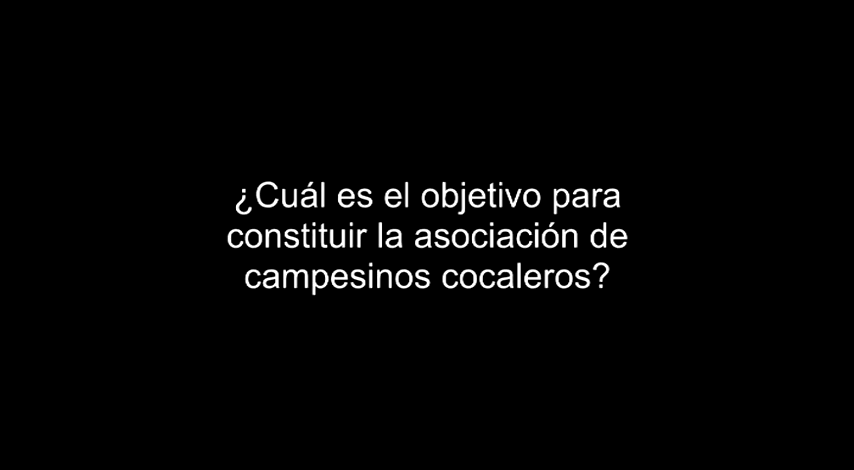 ¿Cuál es el objetivo para
constituir la asociación de
campesinos cocaleros?